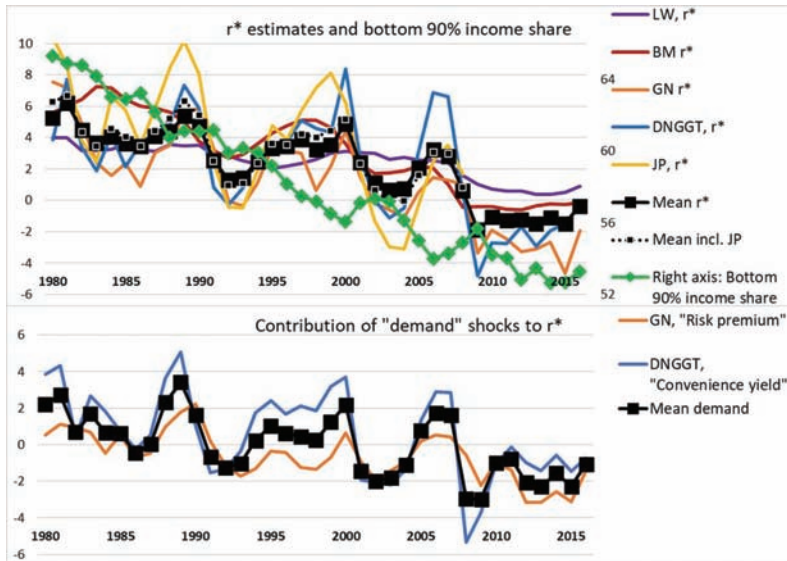 r* estimates and bottom 90% income share
10
8
6
4
2
0
-2
-4
-6
1980
1985
1990
1995
2000
2005
2010
2015
64
60
56
52
LW, r*
BM r*
GN r*
DNGGT, r*
JP, r*
Mean r*
Mean incl. JP
Right axis: Bottom
90% income share
Contribution of "demand" shocks to r*
6
4
2
0
-2
-4
-6
1980
1985
1990
1995
2000
2005
2010
2015
GN, "Risk premium"
DNGGT,
"Convenience yield"
Mean demand